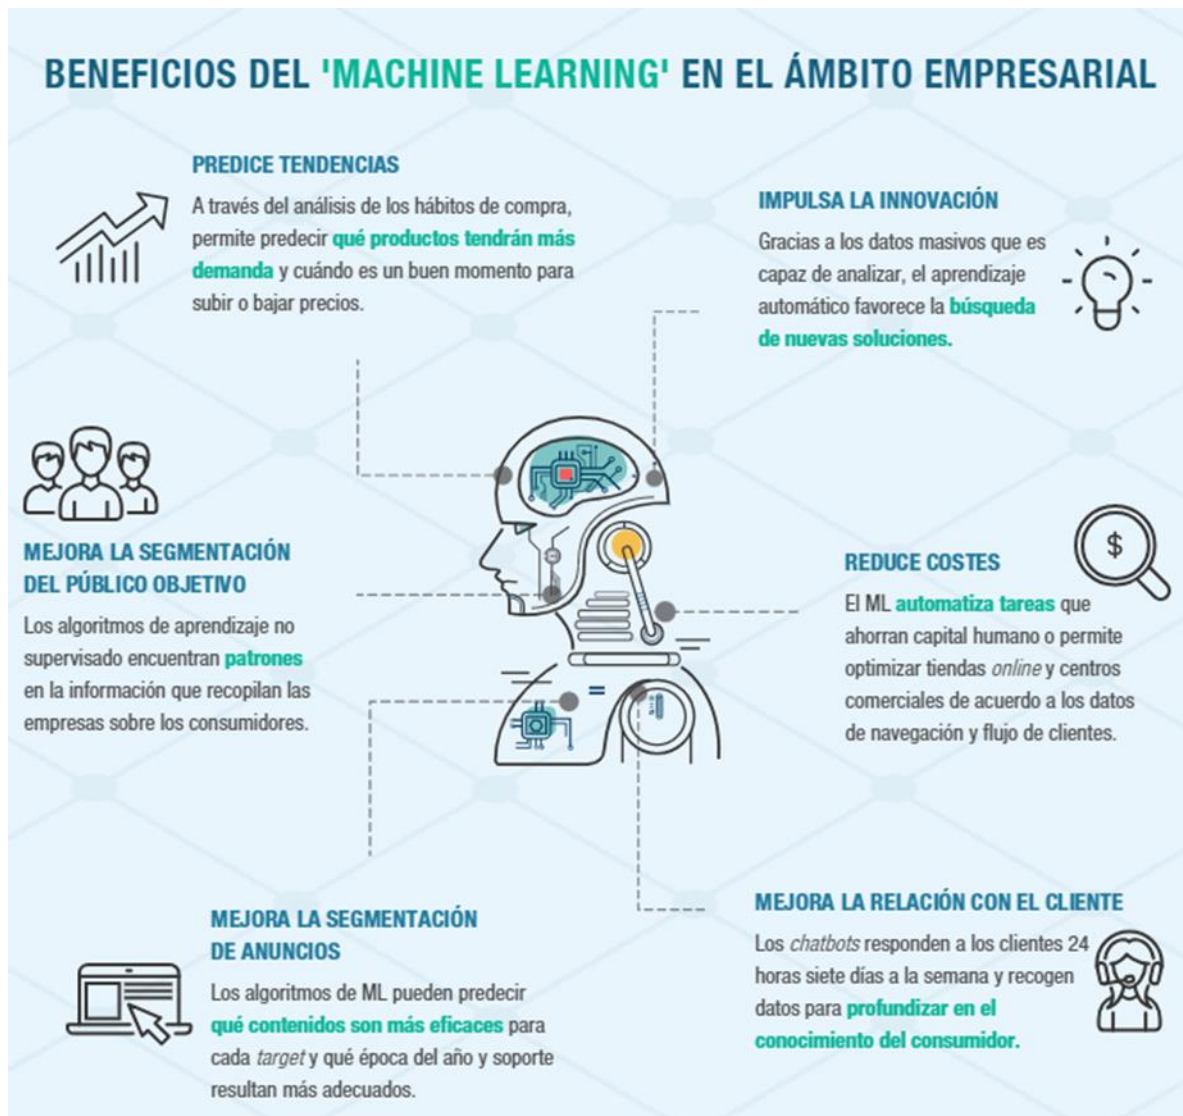 BENEFICIOS DEL 'MACHINE LEARNING' EN EL ÁMBITO EMPRESARIAL
PREDICE TENDENCIAS
A través del análisis de los hábitos de compra,
permite predecir qué productos tendrán más
demanda y cuándo es un buen momento para
subir o bajar precios.
IMPULSA LA INNOVACIÓN
Gracias a los datos masivos que es
capaz de analizar, el aprendizaje
automático favorece la búsqueda
de nuevas soluciones.
MEJORA LA SEGMENTACIÓN
DEL PÚBLICO OBJETIVO
Los algoritmos de aprendizaje no
supervisado encuentran patrones
en la información que recopilan las
empresas sobre los consumidores.
$
REDUCE COSTES
El ML automatiza tareas que
ahorran capital humano o permite
optimizar tiendas online y centros
comerciales de acuerdo a los datos
de navegación y flujo de clientes.
MEJORA LA SEGMENTACIÓN
DE ANUNCIOS
Los algoritmos de ML pueden predecir
qué contenidos son más eficaces para
cada target y qué época del año y soporte
resultan más adecuados.
MEJORA LA RELACIÓN CON EL CLIENTE
Los chatbots responden a los clientes 24
horas siete días a la semana y recogen
datos para profundizar en el
conocimiento del consumidor.